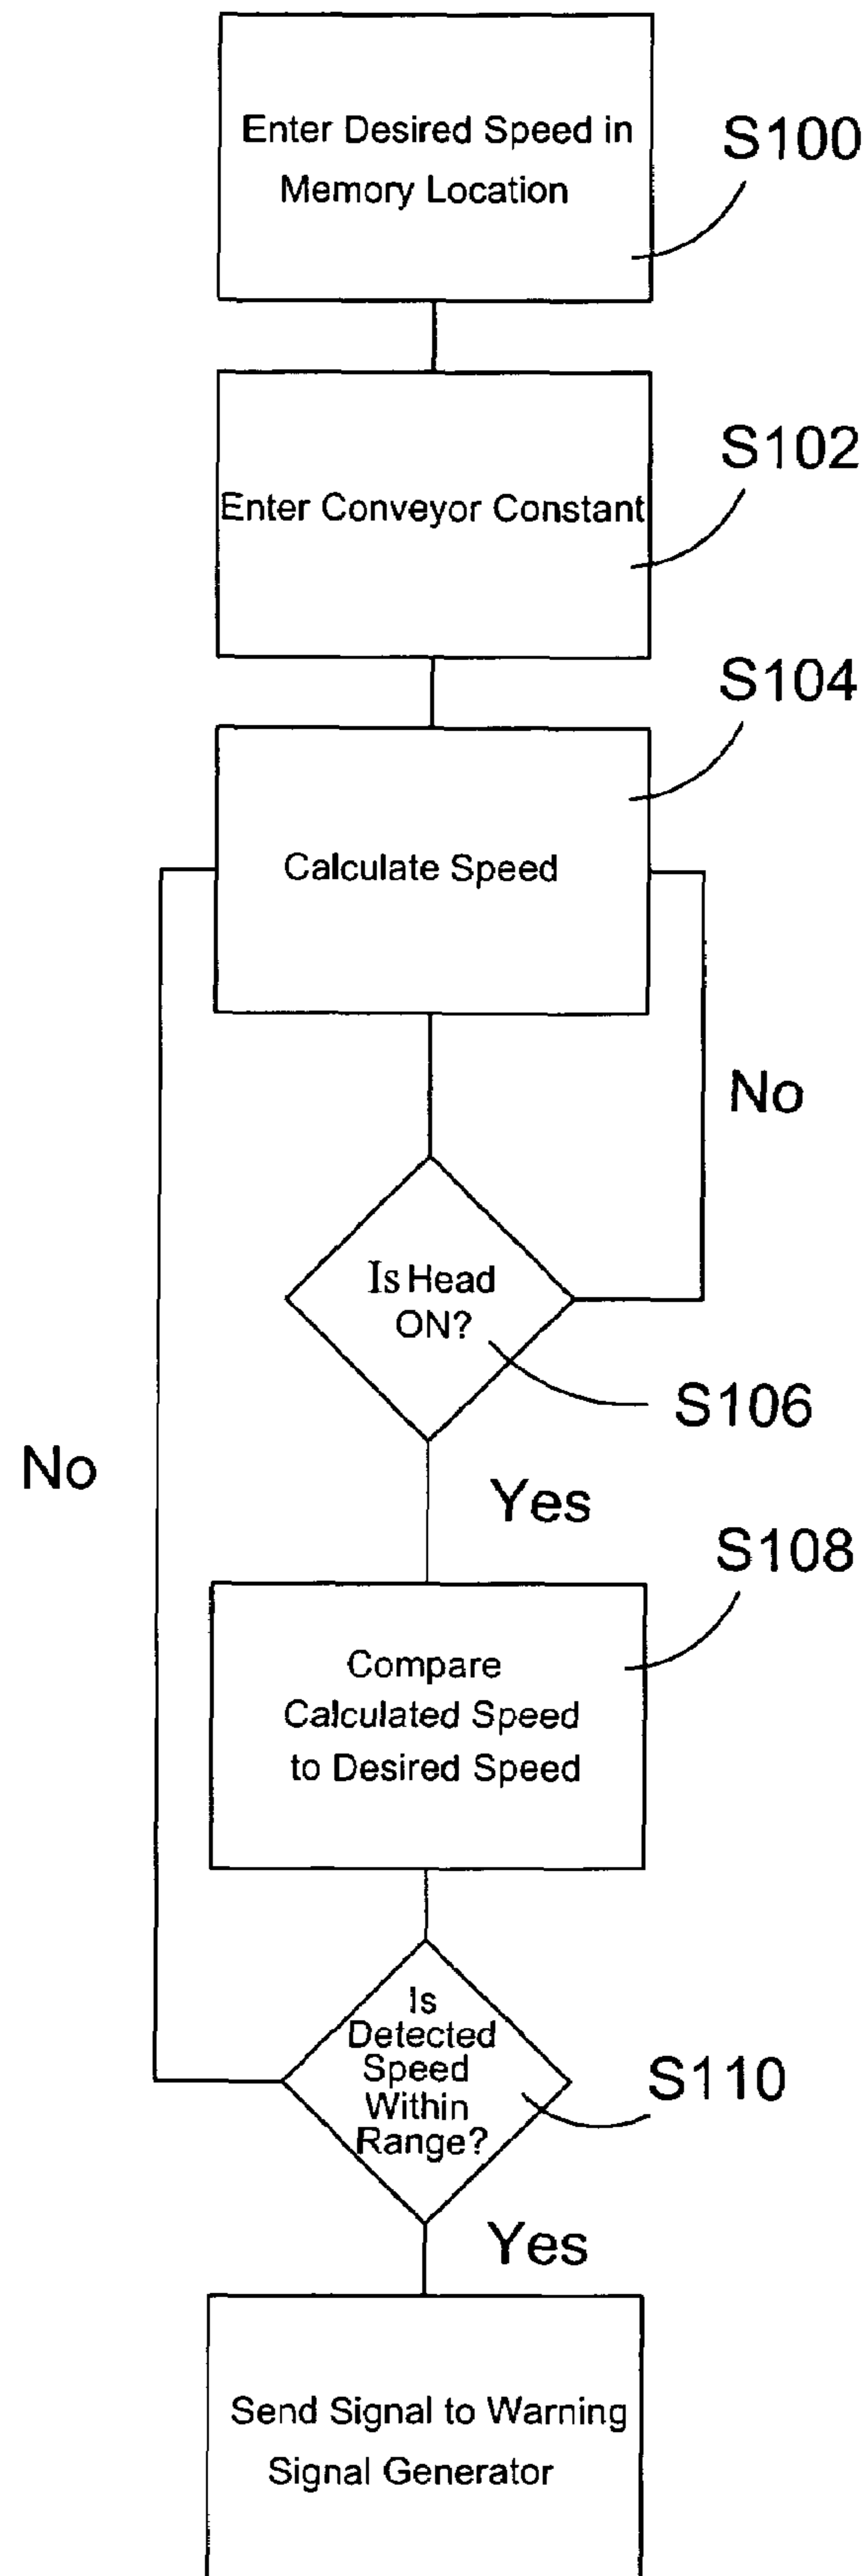 Enter Desired Speed in
Memory Location
S100
Enter Conveyor Constant
S102
S104
Calculate Speed
No
Is Head
ON?
S106
No
Yes
S108
Compare
Calculated Speed
to Desired Speed
Is
Detected
Speed
Within
Range?
S110
Yes
Send Signal to Warning
Signal Generator